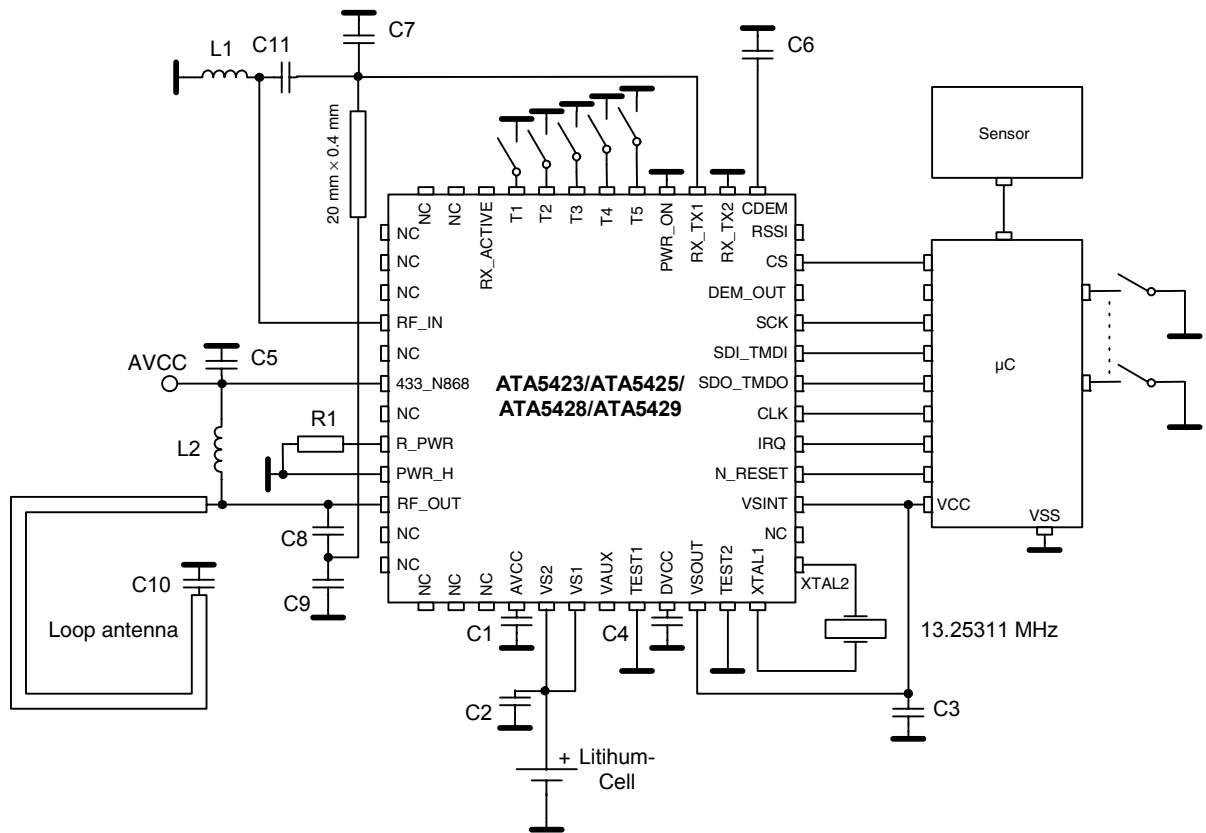 C7
L1
C11
C6
20 mm × 0.4 mm
Sensor
NC
NC
RX_ACTIVE
T1
T2
T3
T4
T5
PWR_ON
RX_TX1
RX_TX2
CDEM
NC
NC
NC
RF_IN
NC
433_N868
NC
R_PWR
PWR_H
RF_OUT
NC
NC
RSSI
CS
DEM_OUT
SCK
SDI_TMDI
SDO_TMDO
CLK
IRQ
N_RESET
VSINT
NC
XTAL2
ATA5423/ATA5425/
ATA5428/ATA5429
µC
VCC
VSS
AVCC
C5
L2
R1
C8
C9
C10
Loop antenna
NC
NC
NC
AVCC
VS2
VS1
VAUX
TEST1
DVCC
VSOUT
TEST2
XTAL1
C1
C4
13.25311 MHz
C2
C3
+ Litihum-
Cell